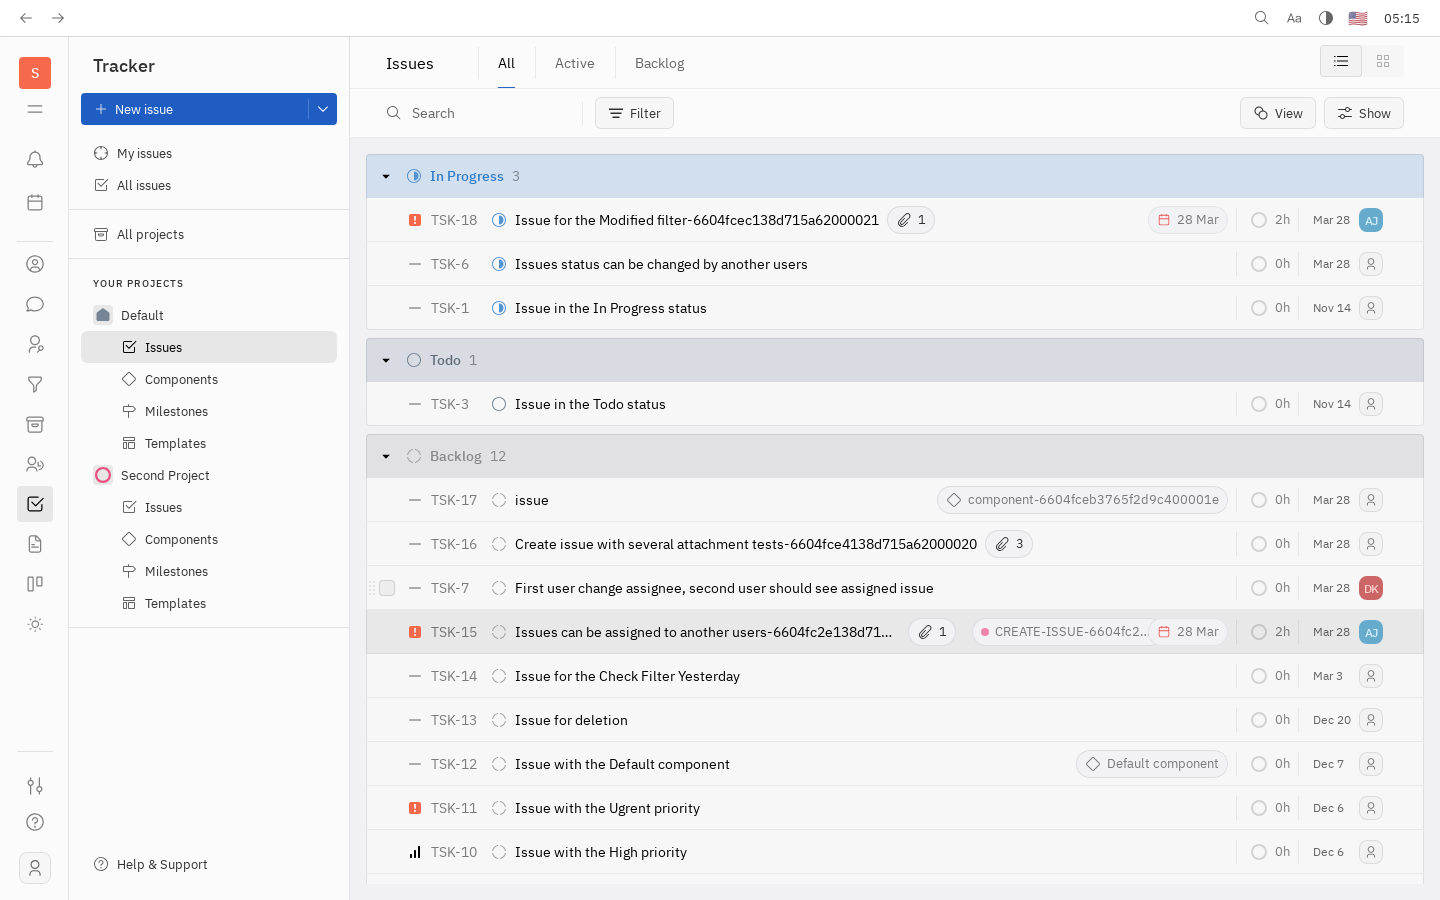 Aa
05:15
S
Tracker
New issue
My issues
All issues
All projects
YOUR PROJECTS
Default
Issues
Components
Milestones
Templates
Second Project
Issues
Components
Milestones
Templates
Help & Support
Issues
All
Active
Backlog
Search
Filter
View
Show
In Progress 3
TSK-18 Issue for the Modified filter-6604fcec138d715a62000021 1 28 Mar 2h Mar 28 AJ
TSK-6 Issues status can be changed by another users 0h Mar 28
TSK-1 Issue in the In Progress status 0h Nov 14
Todo 1
TSK-3 Issue in the Todo status 0h Nov 14
Backlog 12
TSK-17 issue component-6604fceb3765f2d9c400001e 0h Mar 28
TSK-16 Create issue with several attachment tests-6604fce4138d715a62000020 3 0h Mar 28
TSK-7 First user change assignee, second user should see assigned issue 0h Mar 28 DK
TSK-15 Issues can be assigned to another users-6604fc2e138d71... 1 CREATE-ISSUE-6604fc2... 28 Mar 2h Mar 28 AJ
TSK-14 Issue for the Check Filter Yesterday 0h Mar 3
TSK-13 Issue for deletion 0h Dec 20
TSK-12 Issue with the Default component Default component 0h Dec 7
TSK-11 Issue with the Ugrent priority 0h Dec 6
TSK-10 Issue with the High priority 0h Dec 6